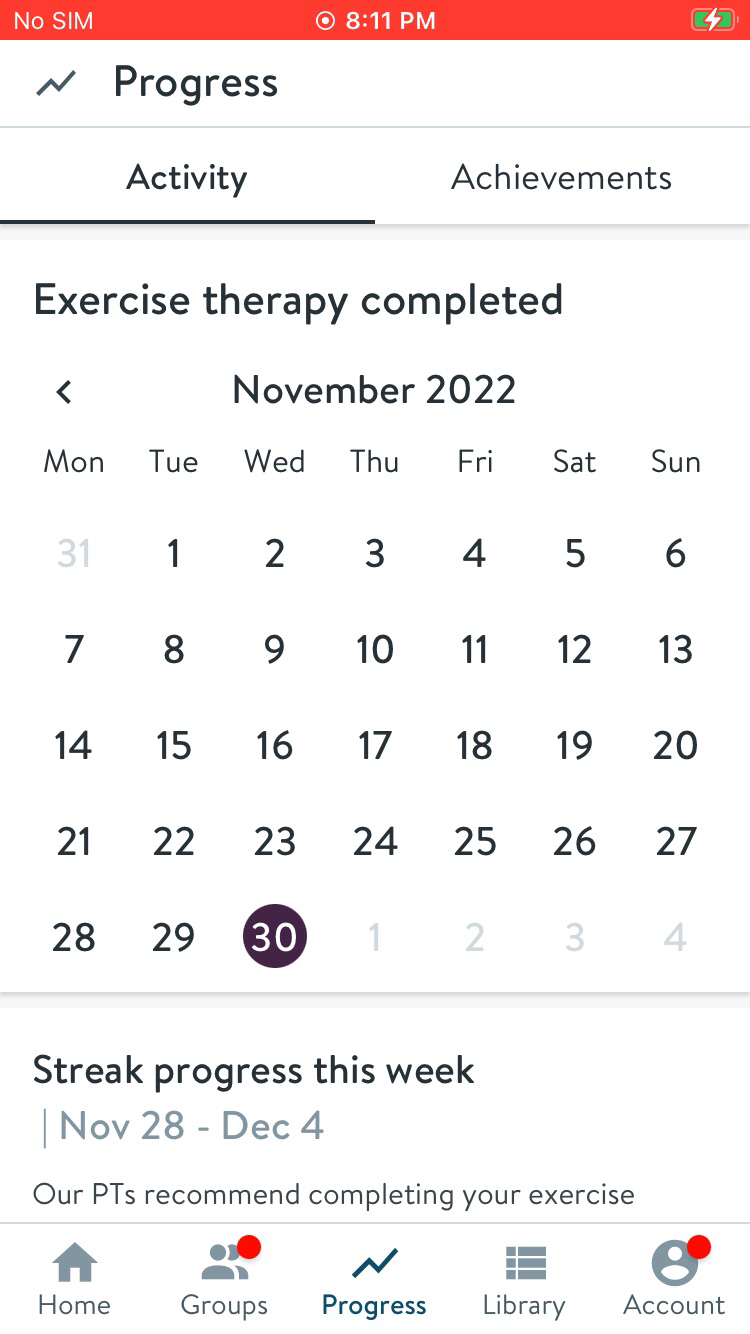 No SIM 8:11 PM
Progress
Activity Achievements
Exercise therapy completed
November 2022
Mon Tue Wed Thu Fri Sat Sun
31 1 2 3 4 5 6
7 8 9 10 11 12 13
14 15 16 17 18 19 20
21 22 23 24 25 26 27
28 29 30 1 2 3 4
Streak progress this week
| Nov 28 - Dec 4
Our PTs recommend completing your exercise
Home Groups Progress Library Account